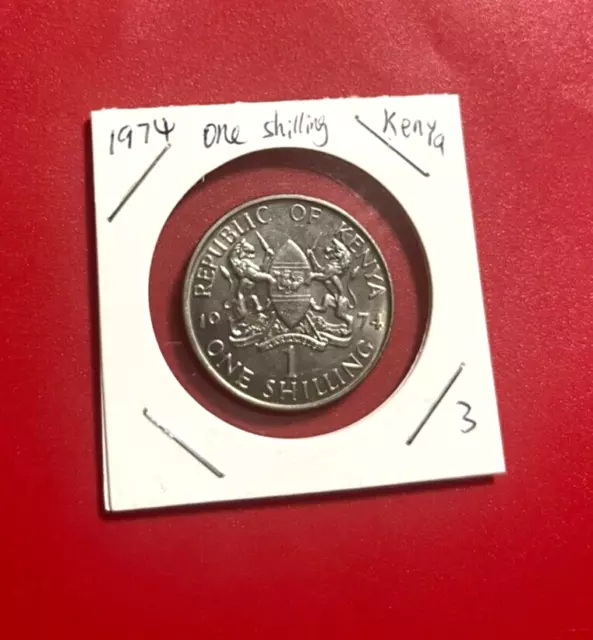 1974 One shilling Kenya
REPUBLIC OF KENYA
19 74
1
ONE SHILLING
3